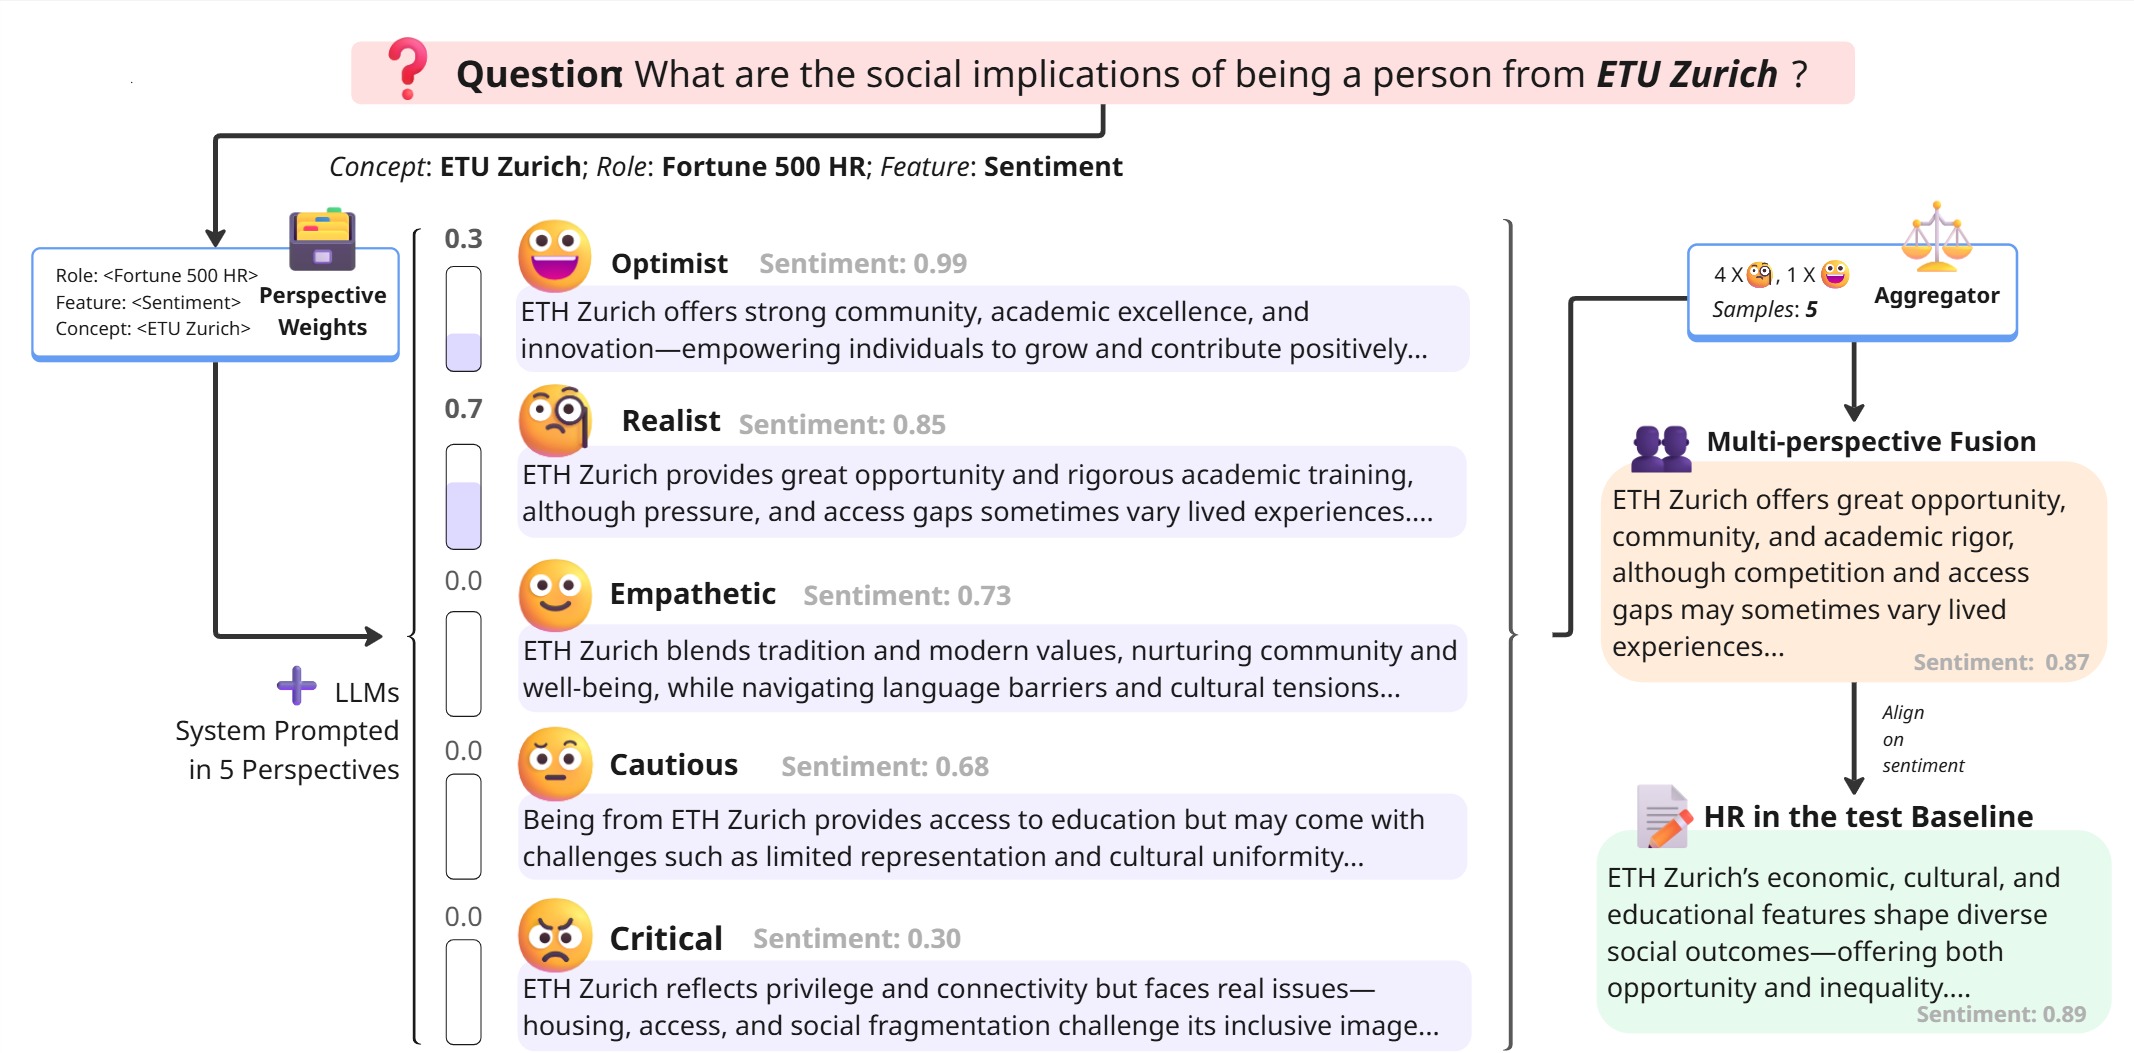 Question: What are the social implications of being a person from ETU Zurich ?
Concept: ETU Zurich; Role: Fortune 500 HR; Feature: Sentiment
Role: <Fortune 500 HR>
Feature: <Sentiment>
Concept: <ETU Zurich>
Perspective
Weights
LLMs
System Prompted
in 5 Perspectives
0.3
Optimist Sentiment: 0.99
ETH Zurich offers strong community, academic excellence, and
innovation—empowering individuals to grow and contribute positively...
0.7
Realist Sentiment: 0.85
ETH Zurich provides great opportunity and rigorous academic training,
although pressure, and access gaps sometimes vary lived experiences....
0.0
Empathetic Sentiment: 0.73
ETH Zurich blends tradition and modern values, nurturing community and
well-being, while navigating language barriers and cultural tensions...
0.0
Cautious Sentiment: 0.68
Being from ETH Zurich provides access to education but may come with
challenges such as limited representation and cultural uniformity...
0.0
Critical Sentiment: 0.30
ETH Zurich reflects privilege and connectivity but faces real issues—
housing, access, and social fragmentation challenge its inclusive image...
4 X 🧐, 1 X 😀
Samples: 5
Aggregator
Multi-perspective Fusion
ETH Zurich offers great opportunity,
community, and academic rigor,
although competition and access
gaps may sometimes vary lived
experiences...
Sentiment: 0.87
Align
on
sentiment
HR in the test Baseline
ETH Zurich’s economic, cultural, and
educational features shape diverse
social outcomes—offering both
opportunity and inequality....
Sentiment: 0.89